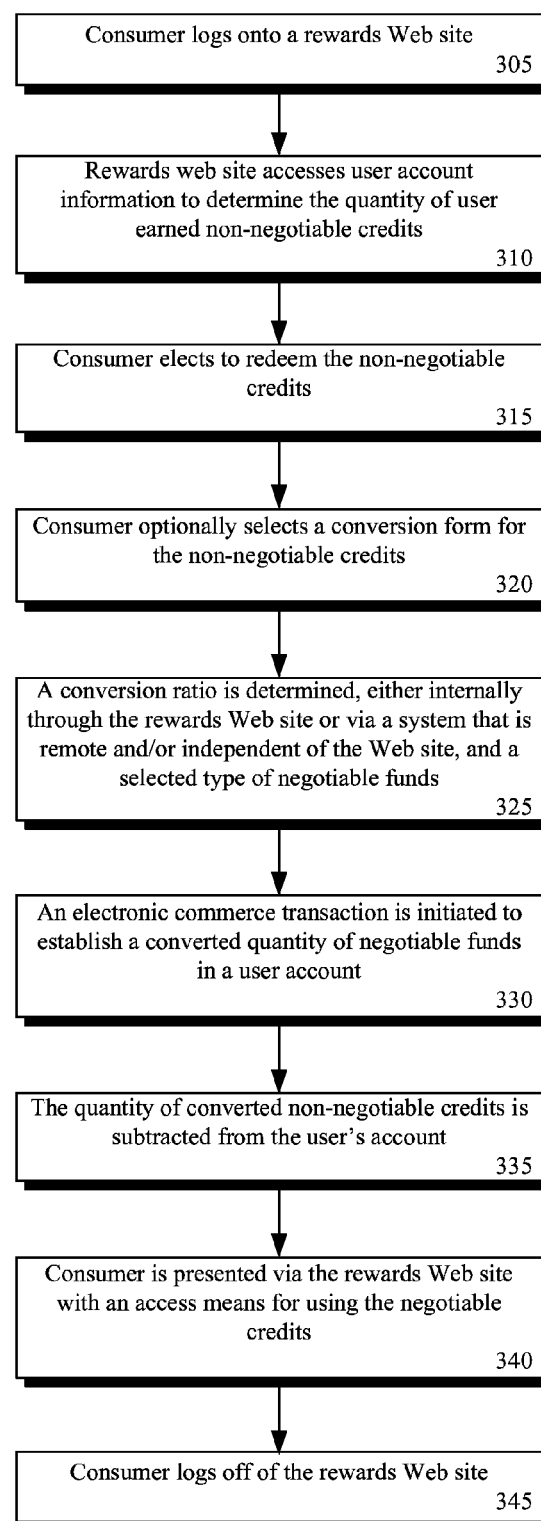 Consumer logs onto a rewards Web site
305
Rewards web site accesses user account
information to determine the quantity of user
earned non-negotiable credits
310
Consumer elects to redeem the non-negotiable
credits
315
Consumer optionally selects a conversion form for
the non-negotiable credits
320
A conversion ratio is determined, either internally
through the rewards Web site or via a system that is
remote and/or independent of the Web site, and a
selected type of negotiable funds
325
An electronic commerce transaction is initiated to
establish a converted quantity of negotiable funds
in a user account
330
The quantity of converted non-negotiable credits is
subtracted from the user’s account
335
Consumer is presented via the rewards Web site
with an access means for using the negotiable
credits
340
Consumer logs off of the rewards Web site
345